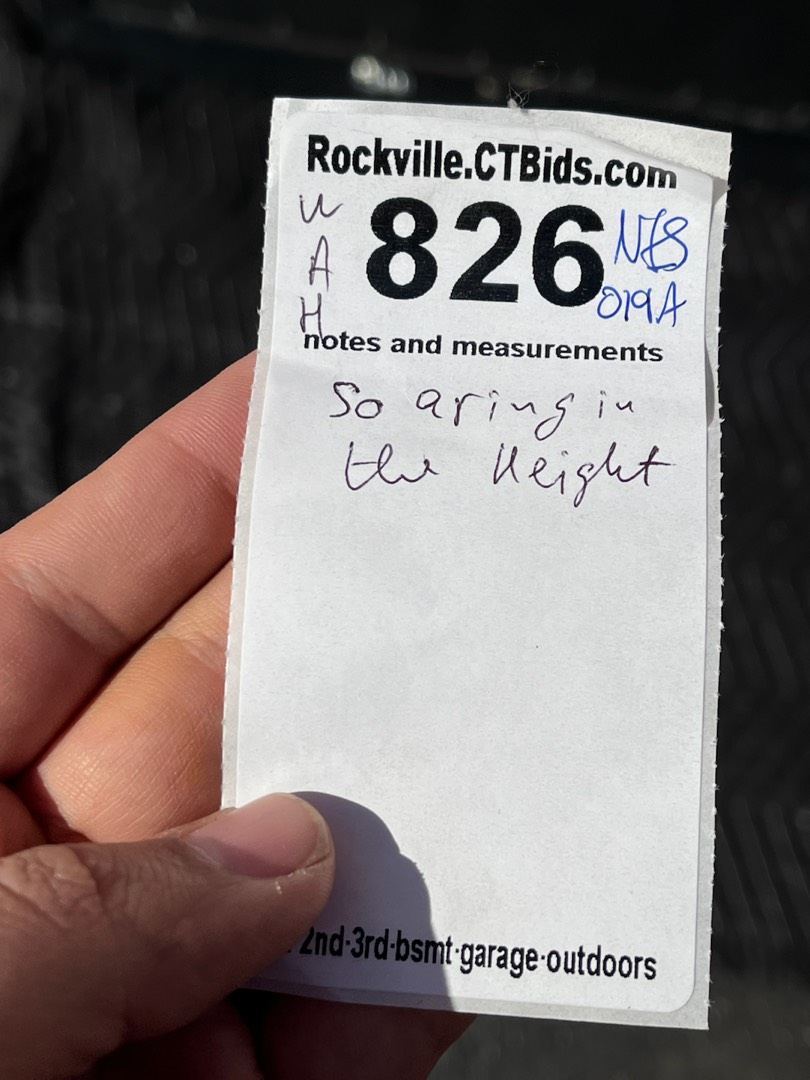 Rockville.CTBids.com
W
A
H
826
NFS
019A
notes and measurements
So aring in
the Height
2nd·3rd·bsmt·garage·outdoors